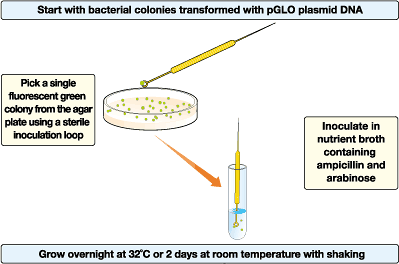 Start with bacterial colonies transformed with pGLO plasmid DNA
Pick a single
fluorescent green
colony from the agar
plate using a sterile
inoculation loop
Inoculate in
nutrient broth
containing
ampicillin and
arabinose
Grow overnight at 32˚C or 2 days at room temperature with shaking